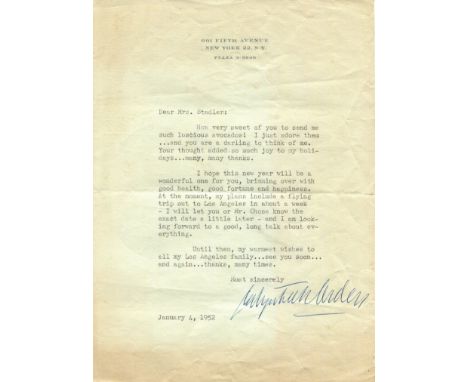 691 FIFTH AVENUE
NEW YORK 22, N.Y.
PLAZA
Dear Mrs. Stadler:
How very sweet of you to send me
such luscious avocados! I just adore them
...and you are a darling to think of me.
Your thought added so much joy to my holi-
days...many, many thanks.
I hope this new year will be a
wonderful one for you, brimming over with
good health, good fortune and happiness.
At the moment, my plans include a flying
trip out to Los Angeles in about a week
- I will let you or Mr. Chase know the
exact date a little later - and I am look-
ing forward to a good, long talk about ev-
erything.
Until then, my warmest wishes to
all my Los Angeles family...see you soon...
and again...thanks, many times.
Most sincerely
Elizabeth Arden
January 4, 1952